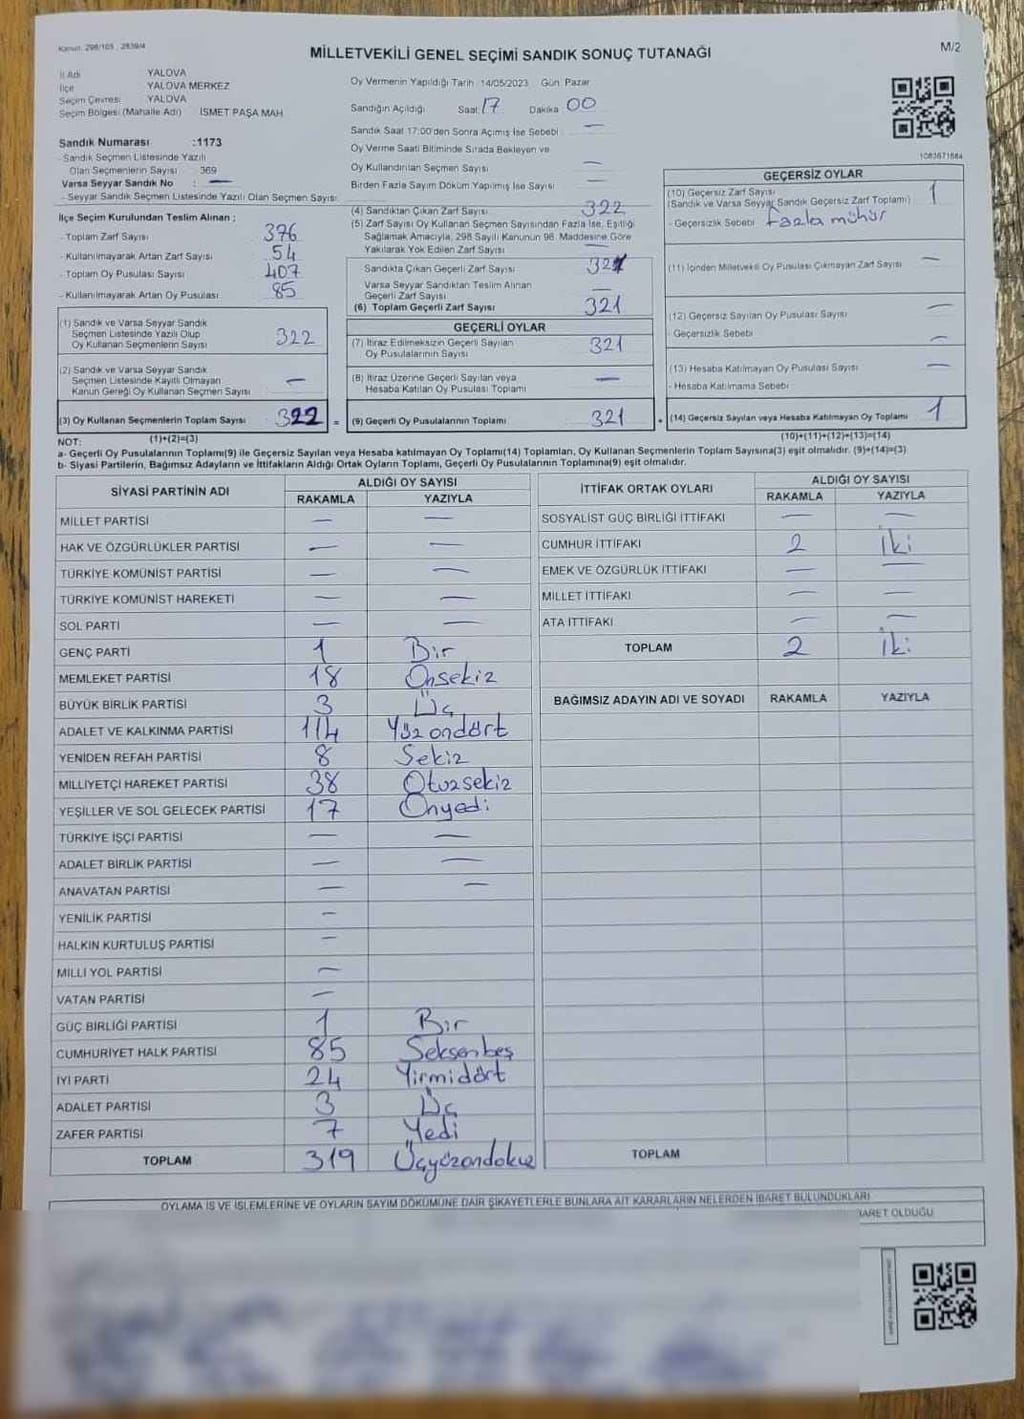 Kanun: 298/105 , 2839/4
M/2
MİLLETVEKİLİ GENEL SEÇİMİ SANDIK SONUÇ TUTANAĞI
İl Adı YALOVA
İlçe YALOVA MERKEZ
Seçim Çevresi YALOVA
Seçim Bölgesi (Mahalle Adı) İSMET PAŞA MAH
Sandık Numarası :1173
- Sandık Seçmen Listesinde Yazılı
Olan Seçmenlerin Sayısı 369
Varsa Seyyar Sandık No : —
- Seyyar Sandık Seçmen Listesinde Yazılı Olan Seçmen Sayısı:
İlçe Seçim Kurulundan Teslim Alınan ;
- Toplam Zarf Sayısı 376
- Kullanılmayarak Artan Zarf Sayısı 54
- Toplam Oy Pusulası Sayısı 407
- Kullanılmayarak Artan Oy Pusulası 85
(1) Sandık ve Varsa Seyyar Sandık
Seçmen Listesinde Yazılı Olup
Oy Kullanan Seçmenlerin Sayısı 322
(2) Sandık ve Varsa Seyyar Sandık
Seçmen Listesinde Kayıtlı Olmayan
Kanun Gereği Oy Kullanan Seçmen Sayısı —
(3) Oy Kullanan Seçmenlerin Toplam Sayısı 322 =
Oy Vermenin Yapıldığı Tarih : 14/05/2023 Gün Pazar
Sandığın Açıldığı Saat: 17 Dakika 00
Sandık Saat 17:00'den Sonra Açılmış İse Sebebi : —
Oy Verme Saati Bitiminde Sırada Bekleyen ve
Oy Kullandırılan Seçmen Sayısı —
Birden Fazla Sayım Döküm Yapılmış İse Sayısı —
(4) Sandıktan Çıkan Zarf Sayısı 322
(5) Zarf Sayısı Oy Kullanan Seçmen Sayısından Fazla İse, Eşitliği
Sağlamak Amacıyla, 298 Sayılı Kanunun 98. Maddesine Göre
Yakılarak Yok Edilen Zarf Sayısı —
Sandıkta Çıkan Geçerli Zarf Sayısı 321
Varsa Seyyar Sandıktan Teslim Alınan
Geçerli Zarf Sayısı —
(6) Toplam Geçerli Zarf Sayısı 321
GEÇERLİ OYLAR
(7) İtiraz Edilmeksizin Geçerli Sayılan
Oy Pusulalarının Sayısı 321
(8) İtiraz Üzerine Geçerli Sayılan veya
Hesaba Katılan Oy Pusulası Toplamı —
(9) Geçerli Oy Pusulalarının Toplamı 321 +
1083671684
GEÇERSİZ OYLAR
(10) Geçersiz Zarf Sayısı 1
(Sandık ve Varsa Seyyar Sandık Geçersiz Zarf Toplamı)
- Geçersizlik Sebebi Fazla mühür
(11) İçinden Milletvekili Oy Pusulası Çıkmayan Zarf Sayısı —
(12) Geçersiz Sayılan Oy Pusulası Sayısı —
- Geçersizlik Sebebi —
(13) Hesaba Katılmayan Oy Pusulası Sayısı —
- Hesaba Katılmama Sebebi
(14) Geçersiz Sayılan veya Hesaba Katılmayan Oy Toplamı 1
NOT: (1)+(2)=(3) (10)+(11)+(12)+(13)=(14)
a- Geçerli Oy Pusulalarının Toplamı(9) ile Geçersiz Sayılan veya Hesaba katılmayan Oy Toplamı(14) Toplamları, Oy Kullanan Seçmenlerin Toplam Sayısına(3) eşit olmalıdır. (9)+(14)=(3)
b- Siyasi Partilerin, Bağımsız Adayların ve İttifakların Aldığı Ortak Oyların Toplamı, Geçerli Oy Pusulalarının Toplamına(9) eşit olmalıdır.
SİYASİ PARTİNİN ADI ALDIĞI OY SAYISI
RAKAMLA YAZIYLA
MİLLET PARTİSİ — —
HAK VE ÖZGÜRLÜKLER PARTİSİ — —
TÜRKİYE KOMÜNİST PARTİSİ — —
TÜRKİYE KOMÜNİST HAREKETİ — —
SOL PARTİ — —
GENÇ PARTİ 1 Bir
MEMLEKET PARTİSİ 18 Onsekiz
BÜYÜK BİRLİK PARTİSİ 3 Üç
ADALET VE KALKINMA PARTİSİ 114 Yüz ondört
YENİDEN REFAH PARTİSİ 8 Sekiz
MİLLİYETÇİ HAREKET PARTİSİ 38 Otuzsekiz
YEŞİLLER VE SOL GELECEK PARTİSİ 17 Onyedi
TÜRKİYE İŞÇİ PARTİSİ — —
ADALET BİRLİK PARTİSİ — —
ANAVATAN PARTİSİ — —
YENİLİK PARTİSİ —
HALKIN KURTULUŞ PARTİSİ —
MİLLİ YOL PARTİSİ —
VATAN PARTİSİ —
GÜÇ BİRLİĞİ PARTİSİ 1 Bir
CUMHURİYET HALK PARTİSİ 85 Seksenbeş
İYİ PARTİ 24 Yirmidört
ADALET PARTİSİ 3 Üç
ZAFER PARTİSİ 7 Yedi
TOPLAM 319 Üçyüzondokuz
İTTİFAK ORTAK OYLARI ALDIĞI OY SAYISI
RAKAMLA YAZIYLA
SOSYALİST GÜÇ BİRLİĞİ İTTİFAKI — —
CUMHUR İTTİFAKI 2 İki
EMEK VE ÖZGÜRLÜK İTTİFAKI — —
MİLLET İTTİFAKI — —
ATA İTTİFAKI — —
TOPLAM 2 İki
BAĞIMSIZ ADAYIN ADI VE SOYADI RAKAMLA YAZIYLA
TOPLAM
OYLAMA İŞ VE İŞLEMLERİNE VE OYLARIN SAYIM DÖKÜMÜNE DAİR ŞİKAYETLERLE BUNLARA AİT KARARLARIN NELERDEN İBARET BULUNDUKLARI
OLDUĞU